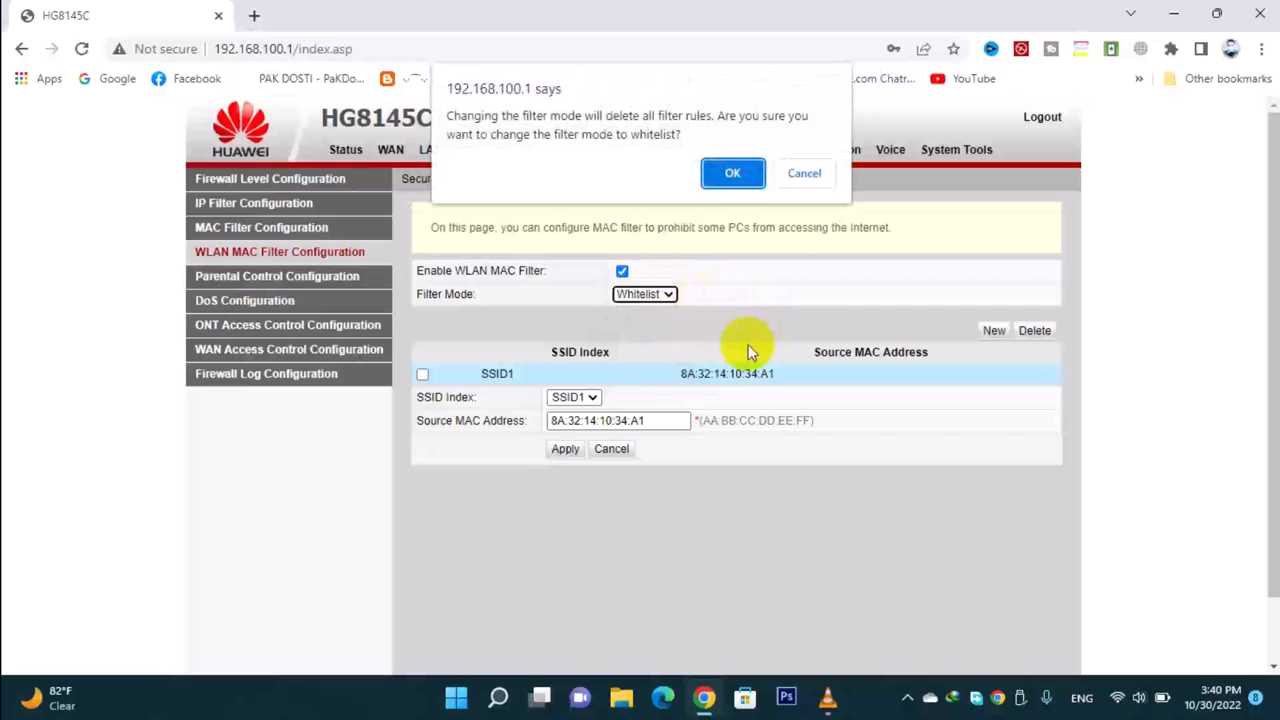 HG8145C
Not secure
192.168.100.1/index.asp
Apps
Google
Facebook
PAK DOSTI - PaKDo...
.com Chatr...
YouTube
»
Other bookmarks
192.168.100.1 says
Changing the filter mode will delete all filter rules. Are you sure you
want to change the filter mode to whitelist?
OK
Cancel
HUAWEI
HG8145C
Logout
Status
WAN
LA
on
Voice
System Tools
Firewall Level Configuration
IP Filter Configuration
MAC Filter Configuration
WLAN MAC Filter Configuration
Parental Control Configuration
DoS Configuration
ONT Access Control Configuration
WAN Access Control Configuration
Firewall Log Configuration
Secur
On this page, you can configure MAC filter to prohibit some PCs from accessing the Internet.
Enable WLAN MAC Filter:
Filter Mode:
Whitelist
New
Delete
SSID Index
Source MAC Address
SSID1
8A:32:14:10:34:A1
SSID Index:
SSID1
Source MAC Address:
8A:32:14:10:34:A1
*(AA:BB:CC:DD:EE:FF)
Apply
Cancel
82°F
Clear
Ps
ENG
3:40 PM
10/30/2022
8